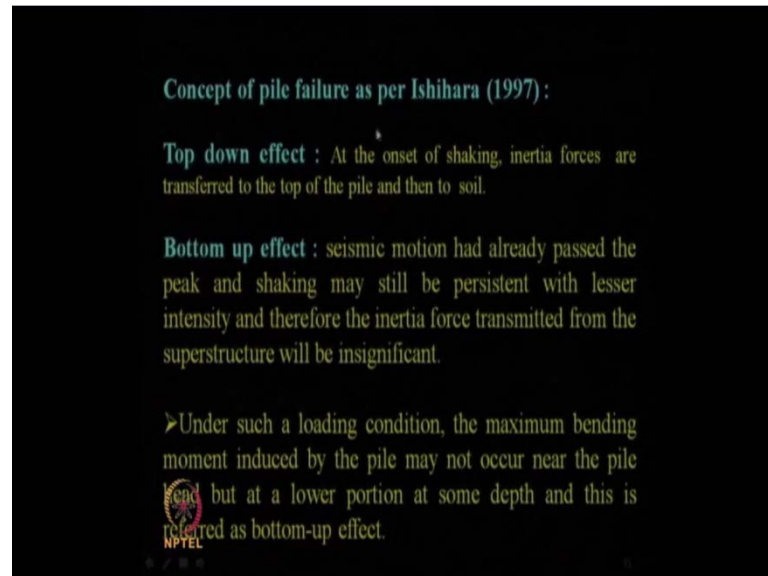 Concept of pile failure as per Ishihara (1997) :
Top down effect : At the onset of shaking, inertia forces are
transferred to the top of the pile and then to soil.
Bottom up effect : seismic motion had already passed the
peak and shaking may still be persistent with lesser
intensity and therefore the inertia force transmitted from the
superstructure will be insignificant.
➤Under such a loading condition, the maximum bending
moment induced by the pile may not occur near the pile
head but at a lower portion at some depth and this is
referred as bottom-up effect.
NPTEL